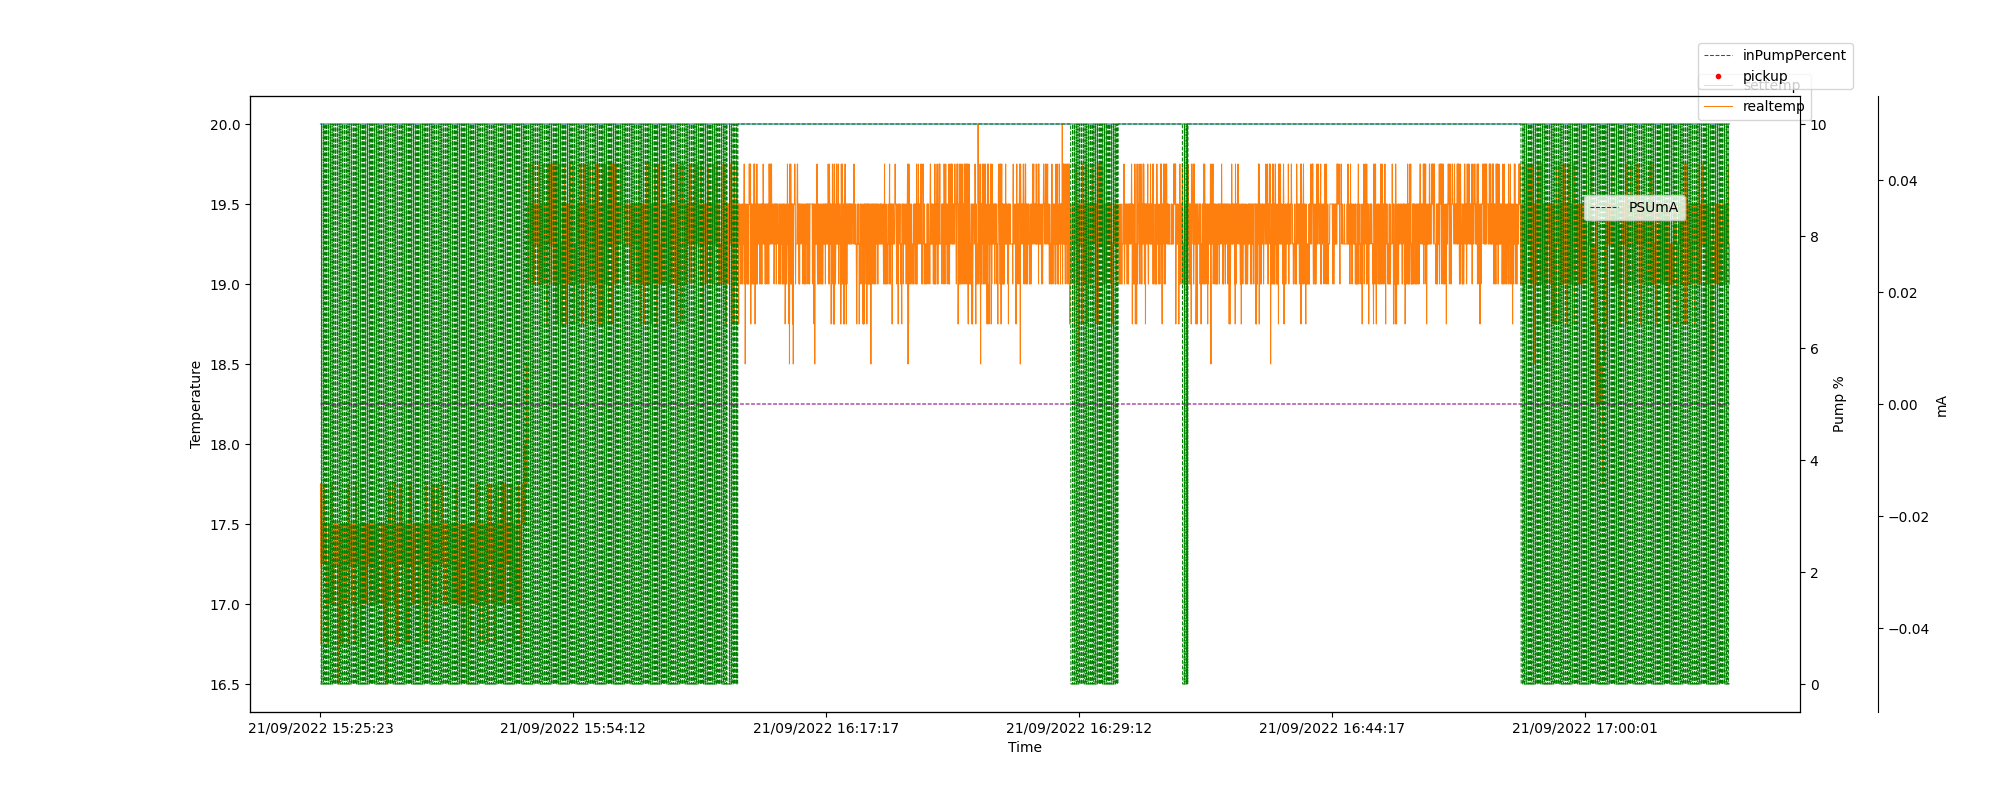 inPumpPercent
pickup
settemp
realtemp
PSUmA
20.0
19.5
19.0
18.5
18.0
17.5
17.0
16.5
Temperature
10
8
6
4
2
0
Pump %
0.04
0.02
0.00
−0.02
−0.04
mA
21/09/2022 15:25:23
21/09/2022 15:54:12
21/09/2022 16:17:17
21/09/2022 16:29:12
21/09/2022 16:44:17
21/09/2022 17:00:01
Time